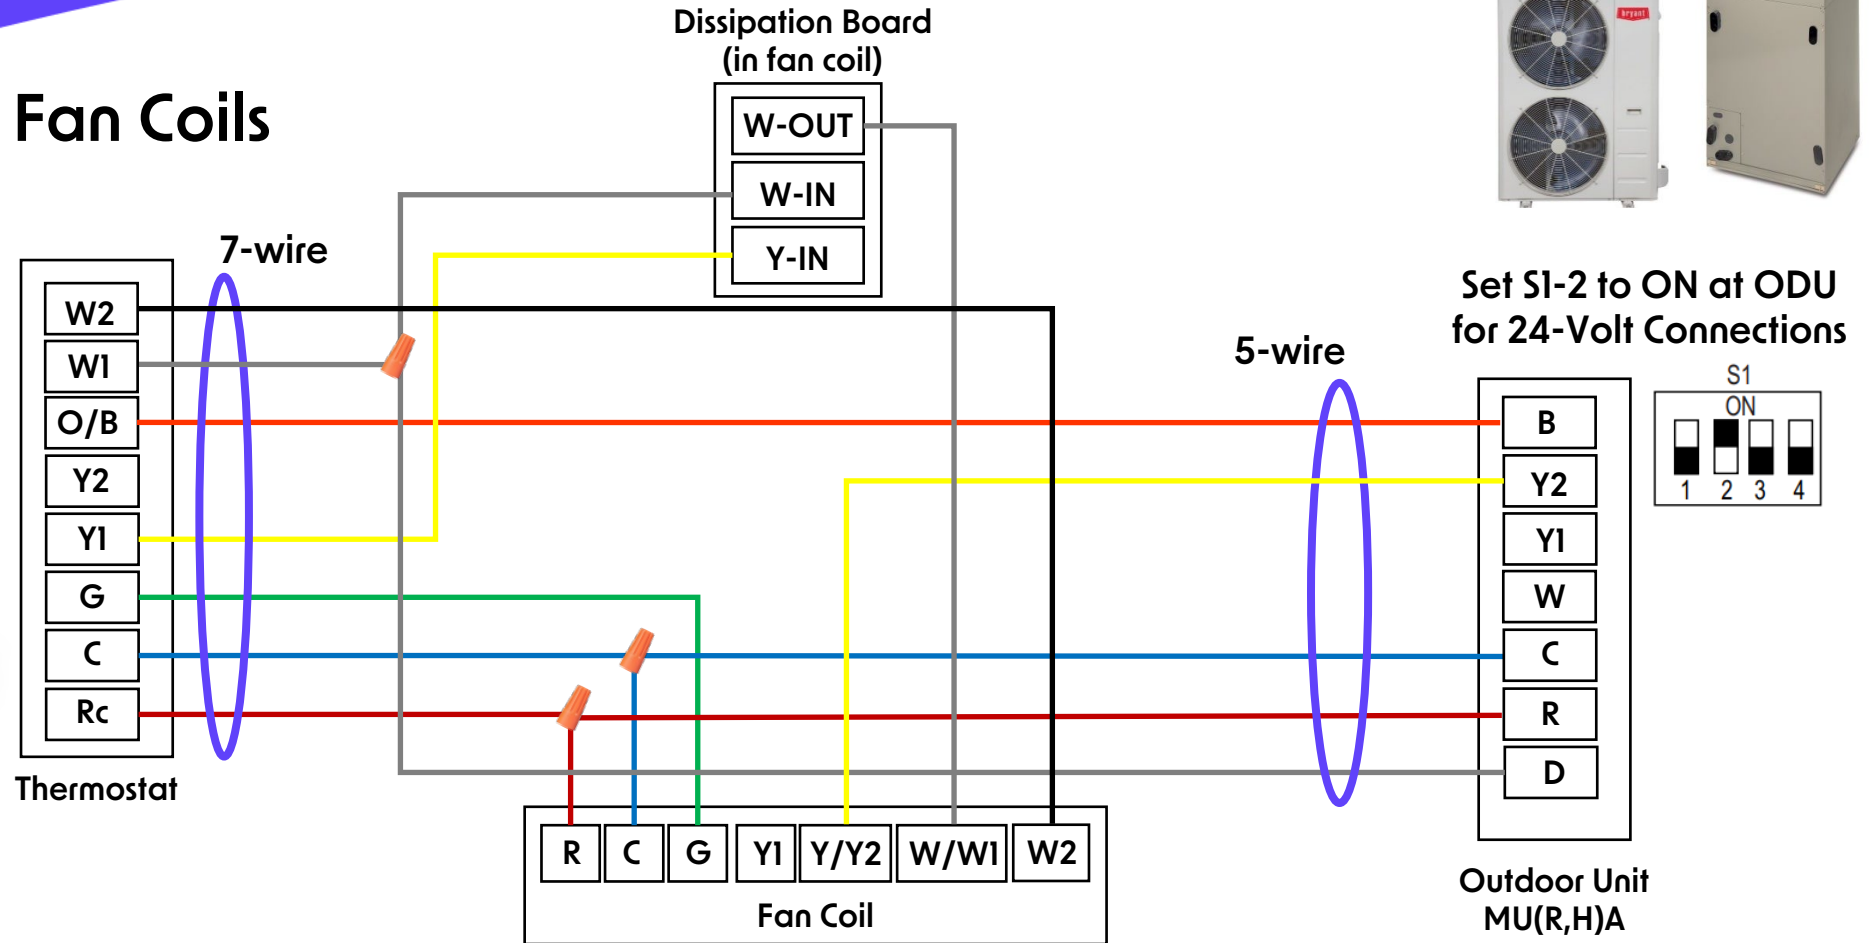 Dissipation Board
(in fan coil)
bryant
Fan Coils
W-OUT
W-IN
Y-IN
7-wire
W2
W1
O/B
Y2
Y1
G
C
Rc
Thermostat
5-wire
Set S1-2 to ON at ODU
for 24-Volt Connections
S1
ON
1 2 3 4
B
Y2
Y1
W
C
R
D
Outdoor Unit
MU(R,H)A
R C G Y1 Y/Y2 W/W1 W2
Fan Coil